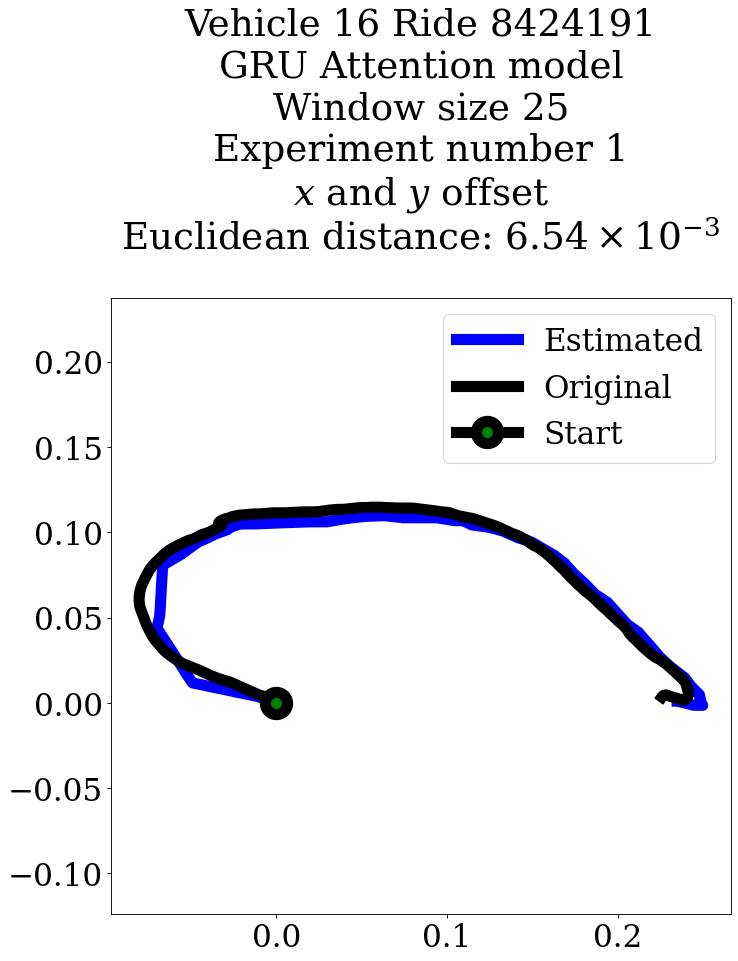 Vehicle 16 Ride 8424191
GRU Attention model
Window size 25
Experiment number 1
x and y offset
Euclidean distance: 6.54 × 10⁻³
Estimated
Original
Start
0.20
0.15
0.10
0.05
0.00
−0.05
−0.10
0.0 0.1 0.2